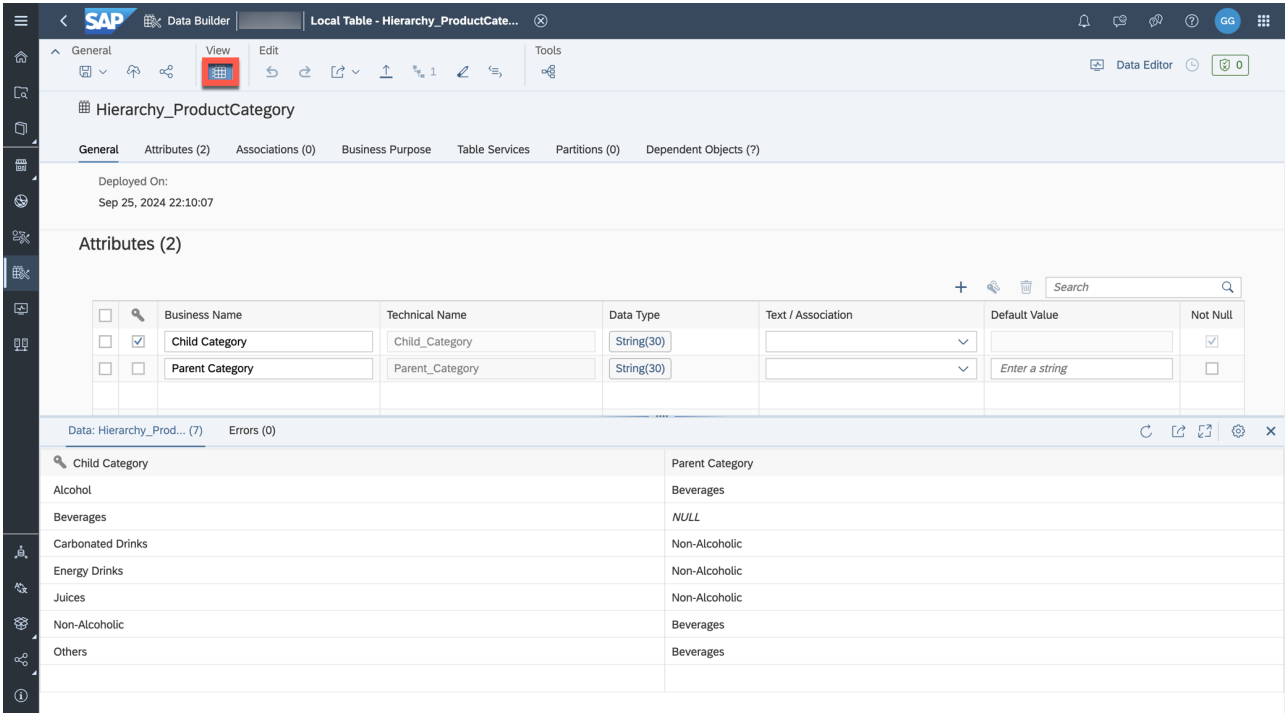 SAP Data Builder Local Table - Hierarchy_ProductCate... GG
General View Edit Tools
1 Data Editor 0
Hierarchy_ProductCategory
General Attributes (2) Associations (0) Business Purpose Table Services Partitions (0) Dependent Objects (?)
Deployed On:
Sep 25, 2024 22:10:07
Attributes (2)
Search
Business Name Technical Name Data Type Text / Association Default Value Not Null
Child Category Child_Category String(30)
Parent Category Parent_Category String(30) Enter a string
Data: Hierarchy_Prod... (7) Errors (0)
Child Category Parent Category
Alcohol Beverages
Beverages NULL
Carbonated Drinks Non-Alcoholic
Energy Drinks Non-Alcoholic
Juices Non-Alcoholic
Non-Alcoholic Beverages
Others Beverages